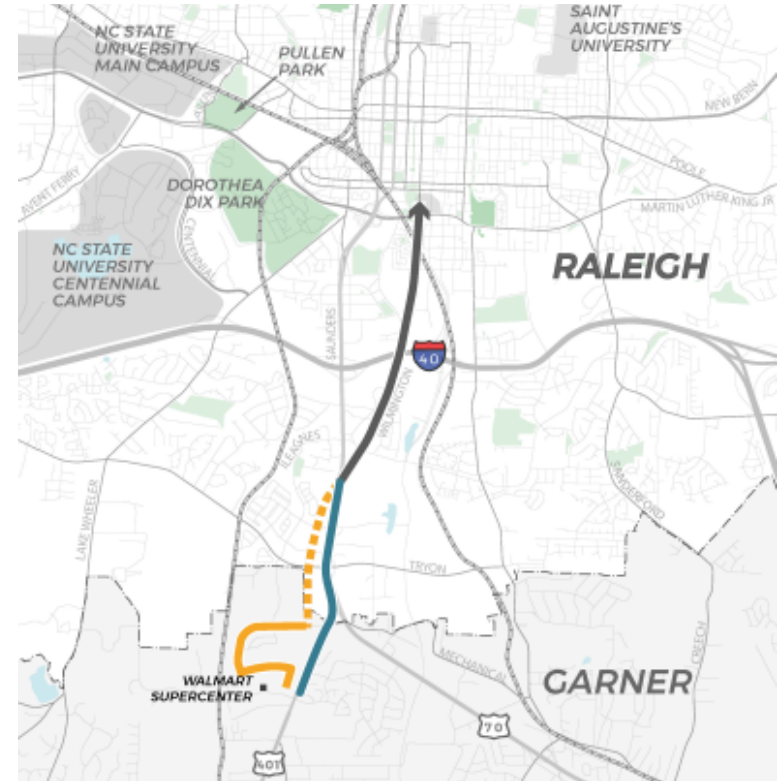 SAINT
AUGUSTINE'S
UNIVERSITY
NC STATE
UNIVERSITY
MAIN CAMPUS
PULLEN
PARK
NEW BERN
POOLE
AVENT FERRY
DOROTHEA
DIX PARK
MARTIN LUTHER KING JR
CENTENNIAL
NC STATE
UNIVERSITY
CENTENNIAL
CAMPUS
RALEIGH
SAUNDERS
40
WILMINGTON
ILEAGNES
LAKE WHEELER
VANDERFORD
TRYON
MECHANICAL
CREECH
WALMART
SUPERCENTER
GARNER
70
401